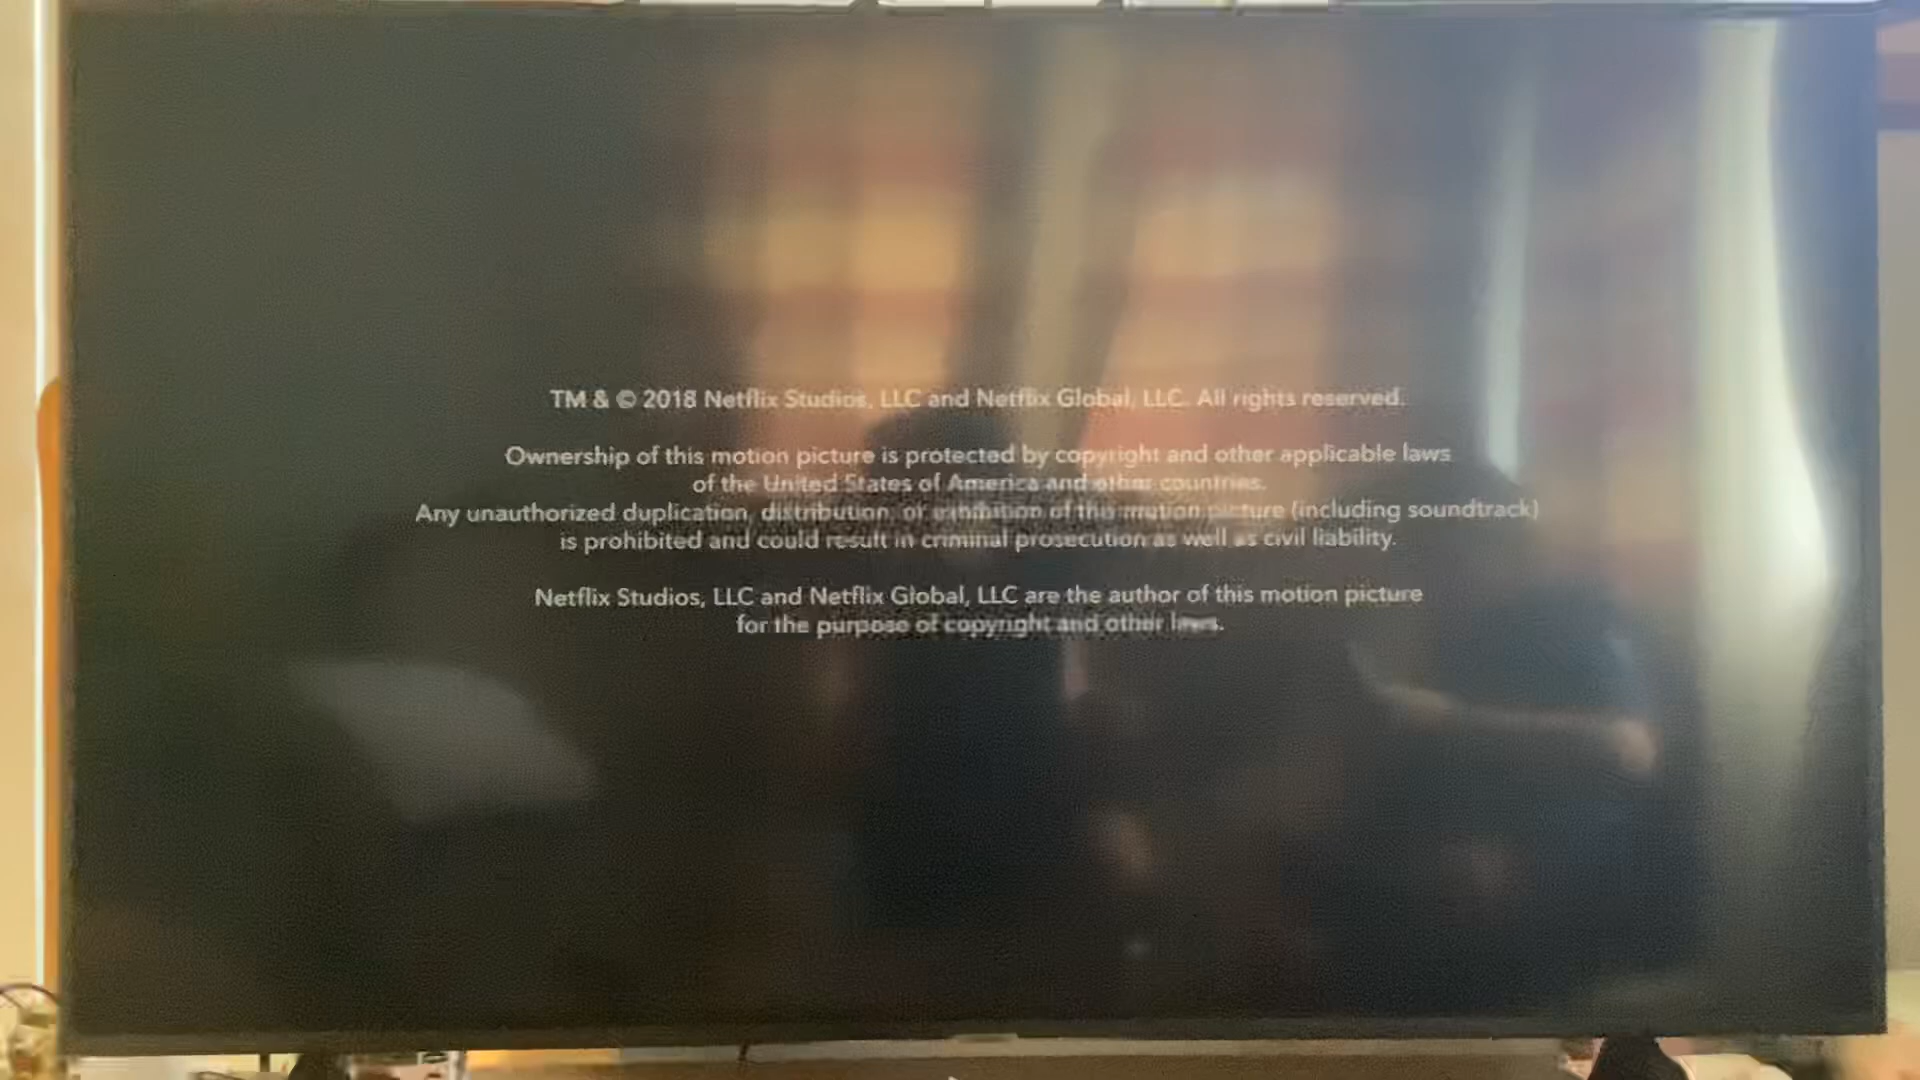 TM & © 2018 Netflix Studios, LLC and Netflix Global, LLC. All rights reserved.
Ownership of this motion picture is protected by copyright and other applicable laws
of the United States of America and other countries.
Any unauthorized duplication, distribution, or exhibition of this motion picture (including soundtrack)
is prohibited and could result in criminal prosecution as well as civil liability.
Netflix Studios, LLC and Netflix Global, LLC are the author of this motion picture
for the purpose of copyright and other laws.